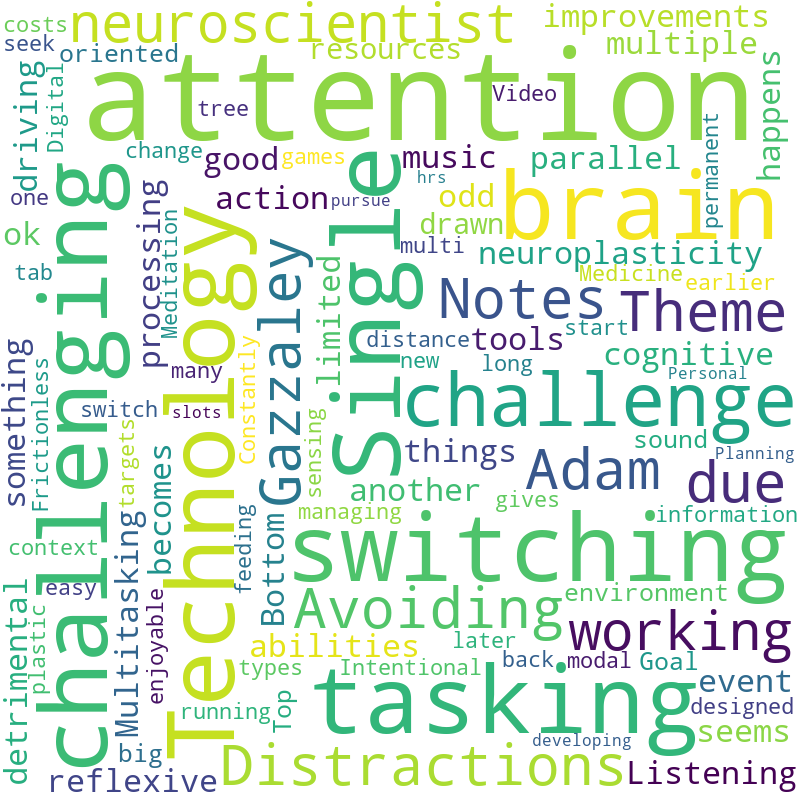 costs
neuroscientist
improvements
seek
oriented
resources
multiple
attention
driving
Digital
tree
Video
happens
change
good
games
music
parallel
permanent
one
action
pursue
hrs
odd
brain
ok
processing
Meditation
Single
multi
drawn
neuroplasticity
tab
challenging
Technology
Gazzaley
limited
Notes
Medicine
earlier
Theme
something
Frictionless
many
Constantly
distance
tools
start
cognitive
new
long
Personal
switch
slots
challenge
targets
sensing
things
sound
Planning
becomes
another
Adam
due
managing
gives
information
context
Multitasking
feeding
Bottom
switching
easy
enjoyable
Avoiding
environment
detrimental
plastic
abilities
later
working
types
Intentional
back
modal
Goal
event
running
Top
tasking
designed
seems
big
developing
reflexive
Distractions
Listening